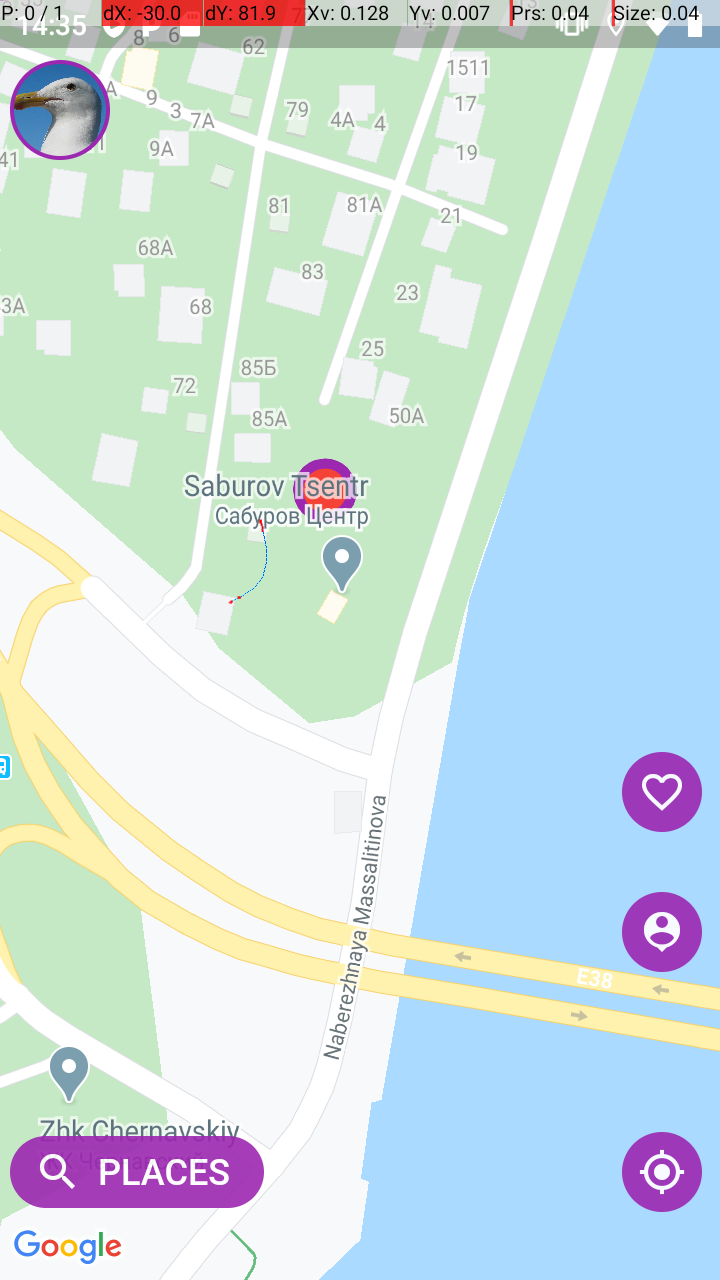 P: 0 / 1 dX: -30.0 dY: 81.9 Xv: 0.128 Yv: 0.007 Prs: 0.04 Size: 0.04
14:35
8
6
62
1511
9
3
7A
79
4A
4
17
9A
41
19
81
81A
21
68A
83
23
3A
68
25
85Б
72
85A
50A
Saburov Tsentr
Сабуров Центр
Naberezhnaya Massalitinova
E38
Zhk Chernavskiy
PLACES
Google